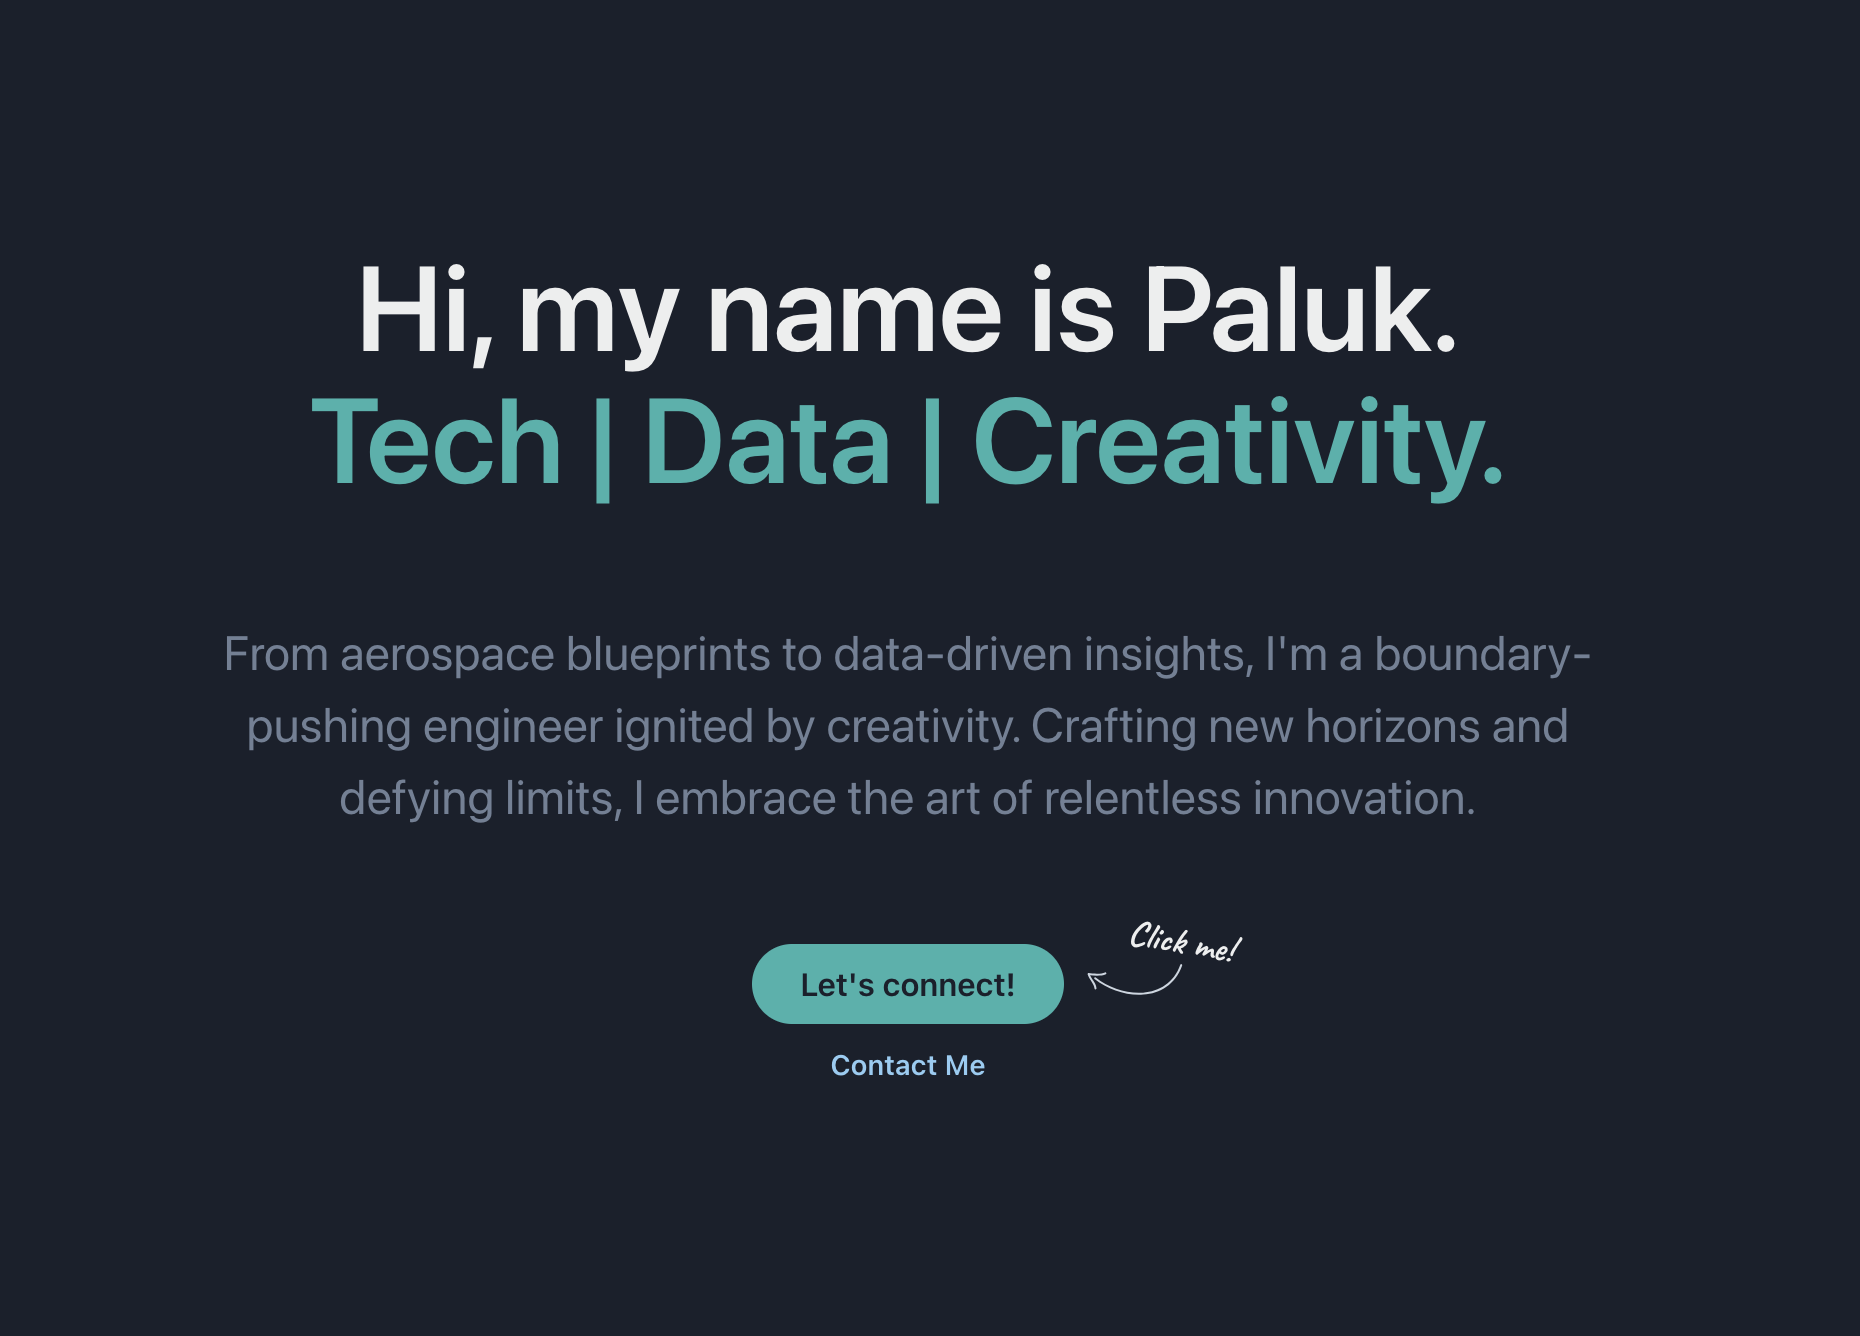 Hi, my name is Paluk.
Tech | Data | Creativity.
From aerospace blueprints to data-driven insights, I'm a boundary-
pushing engineer ignited by creativity. Crafting new horizons and
defying limits, I embrace the art of relentless innovation.
Click me!
Let's connect!
Contact Me